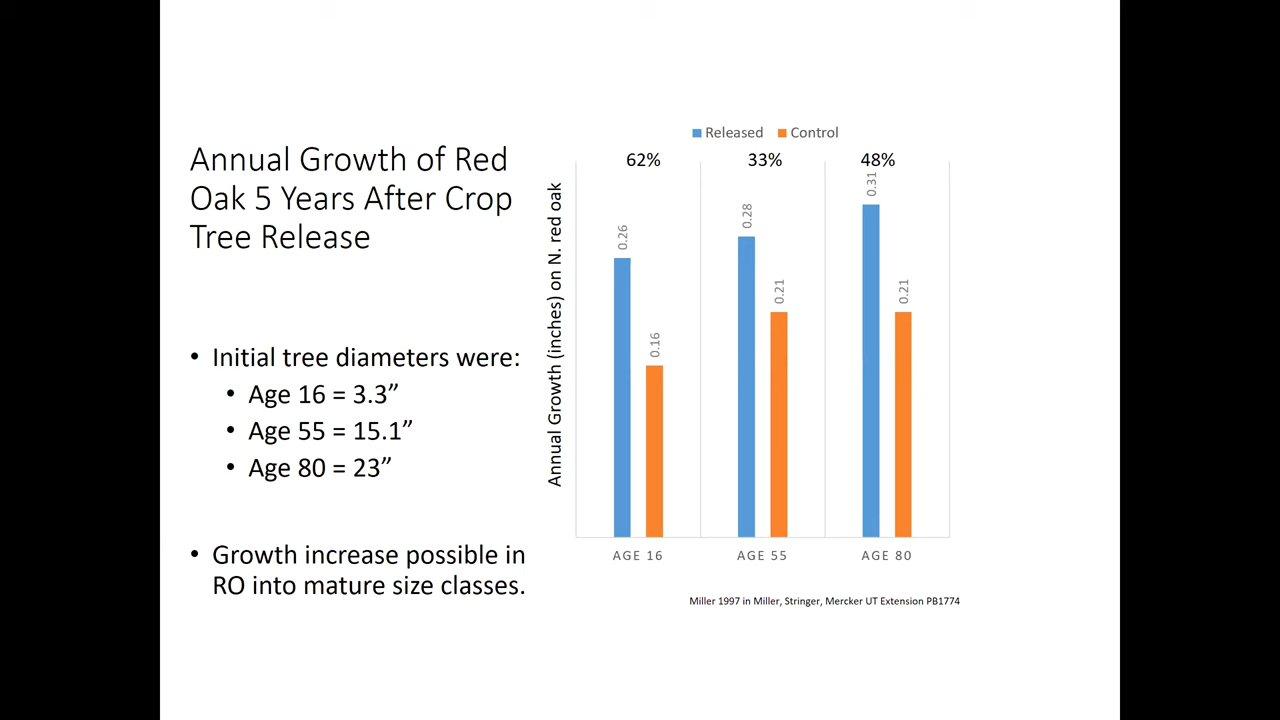 Annual Growth of Red
Oak 5 Years After Crop
Tree Release
• Initial tree diameters were:
• Age 16 = 3.3”
• Age 55 = 15.1”
• Age 80 = 23”
• Growth increase possible in
RO into mature size classes.
Released Control
62% 33% 48%
Annual Growth (inches) on N. red oak
0.26
0.16
0.28
0.21
0.31
0.21
AGE 16 AGE 55 AGE 80
Miller 1997 in Miller, Stringer, Mercker UT Extension PB1774